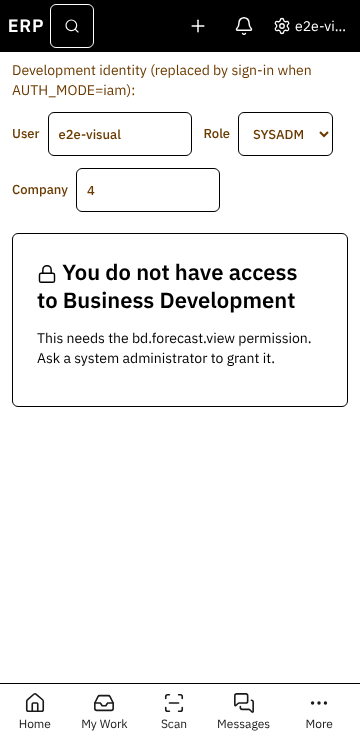 ERP
e2e-vi...
Development identity (replaced by sign-in when
AUTH_MODE=iam):
User e2e-visual Role SYSADM
Company 4
You do not have access
to Business Development
This needs the bd.forecast.view permission.
Ask a system administrator to grant it.
Home My Work Scan Messages More